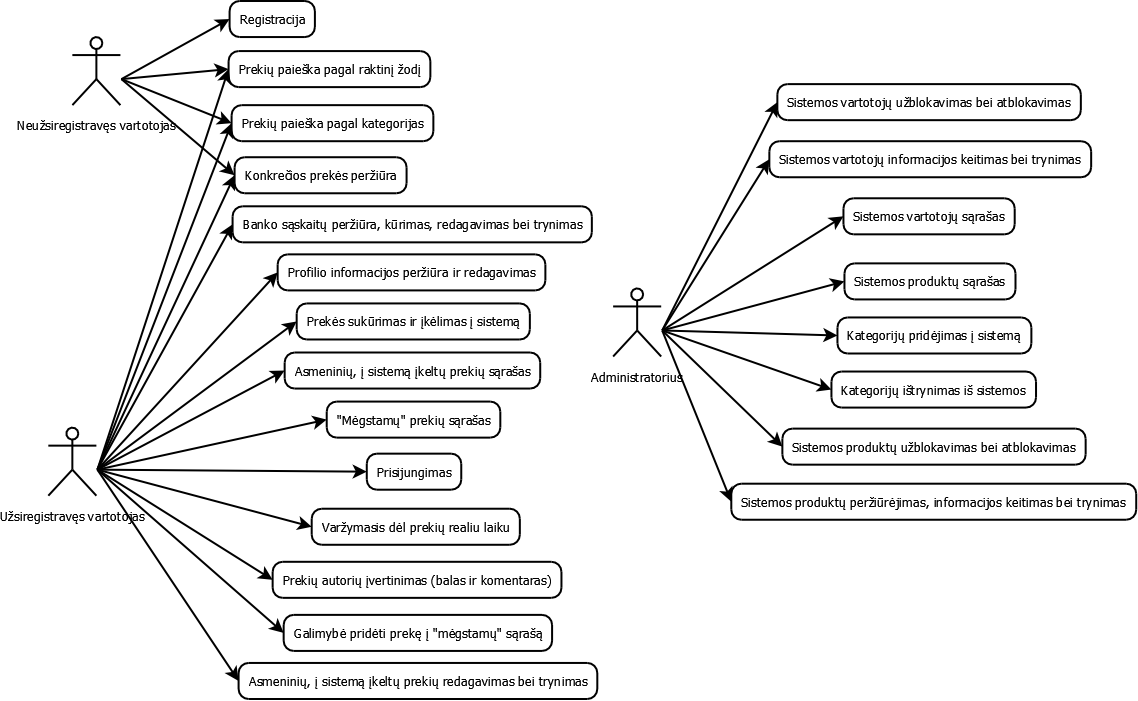 Registracija
Prekių paieška pagal raktinį žodį
Neužsiregistravęs vartotojas
Prekių paieška pagal kategorijas
Konkrečios prekės peržiūra
Banko sąskaitų peržiūra, kūrimas, redagavimas bei trynimas
Profilio informacijos peržiūra ir redagavimas
Prekės sukūrimas ir įkėlimas į sistemą
Asmeninių, į sistemą įkeltų prekių sąrašas
"Mėgstamų" prekių sąrašas
Prisijungimas
Užsiregistravęs vartotojas
Varžymasis dėl prekių realiu laiku
Prekių autorių įvertinimas (balas ir komentaras)
Galimybė pridėti prekę į "mėgstamų" sąrašą
Asmeninių, į sistemą įkeltų prekių redagavimas bei trynimas
Sistemos vartotojų užblokavimas bei atblokavimas
Sistemos vartotojų informacijos keitimas bei trynimas
Sistemos vartotojų sąrašas
Sistemos produktų sąrašas
Kategorijų pridėjimas į sistemą
Administratorius
Kategorijų ištrynimas iš sistemos
Sistemos produktų užblokavimas bei atblokavimas
Sistemos produktų peržiūrėjimas, informacijos keitimas bei trynimas